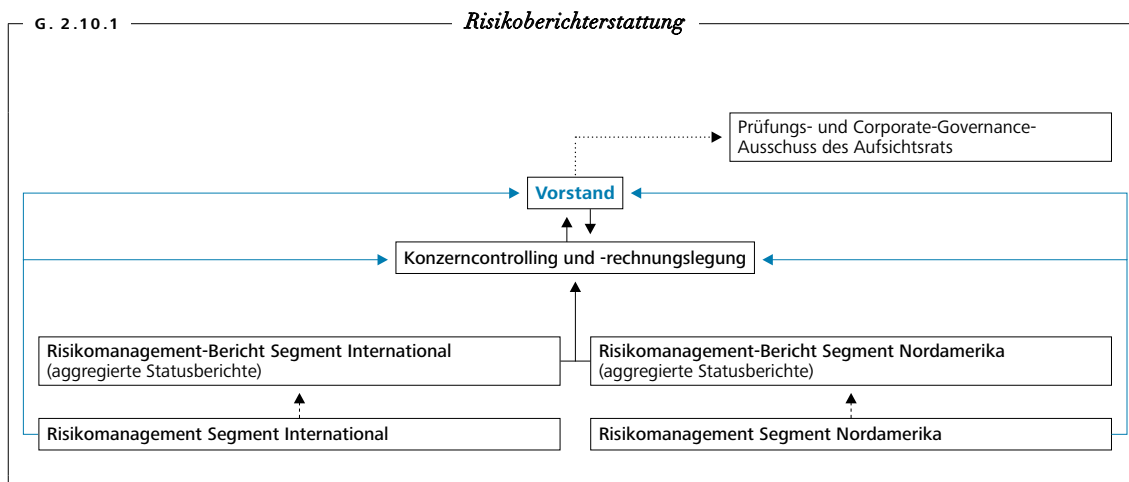 G. 2.10.1
Risikoberichterstattung
Prüfungs- und Corporate-Governance-
Ausschuss des Aufsichtsrats
Vorstand
Konzerncontrolling und -rechnungslegung
Risikomanagement-Bericht Segment International
(aggregierte Statusberichte)
Risikomanagement-Bericht Segment Nordamerika
(aggregierte Statusberichte)
Risikomanagement Segment International
Risikomanagement Segment Nordamerika